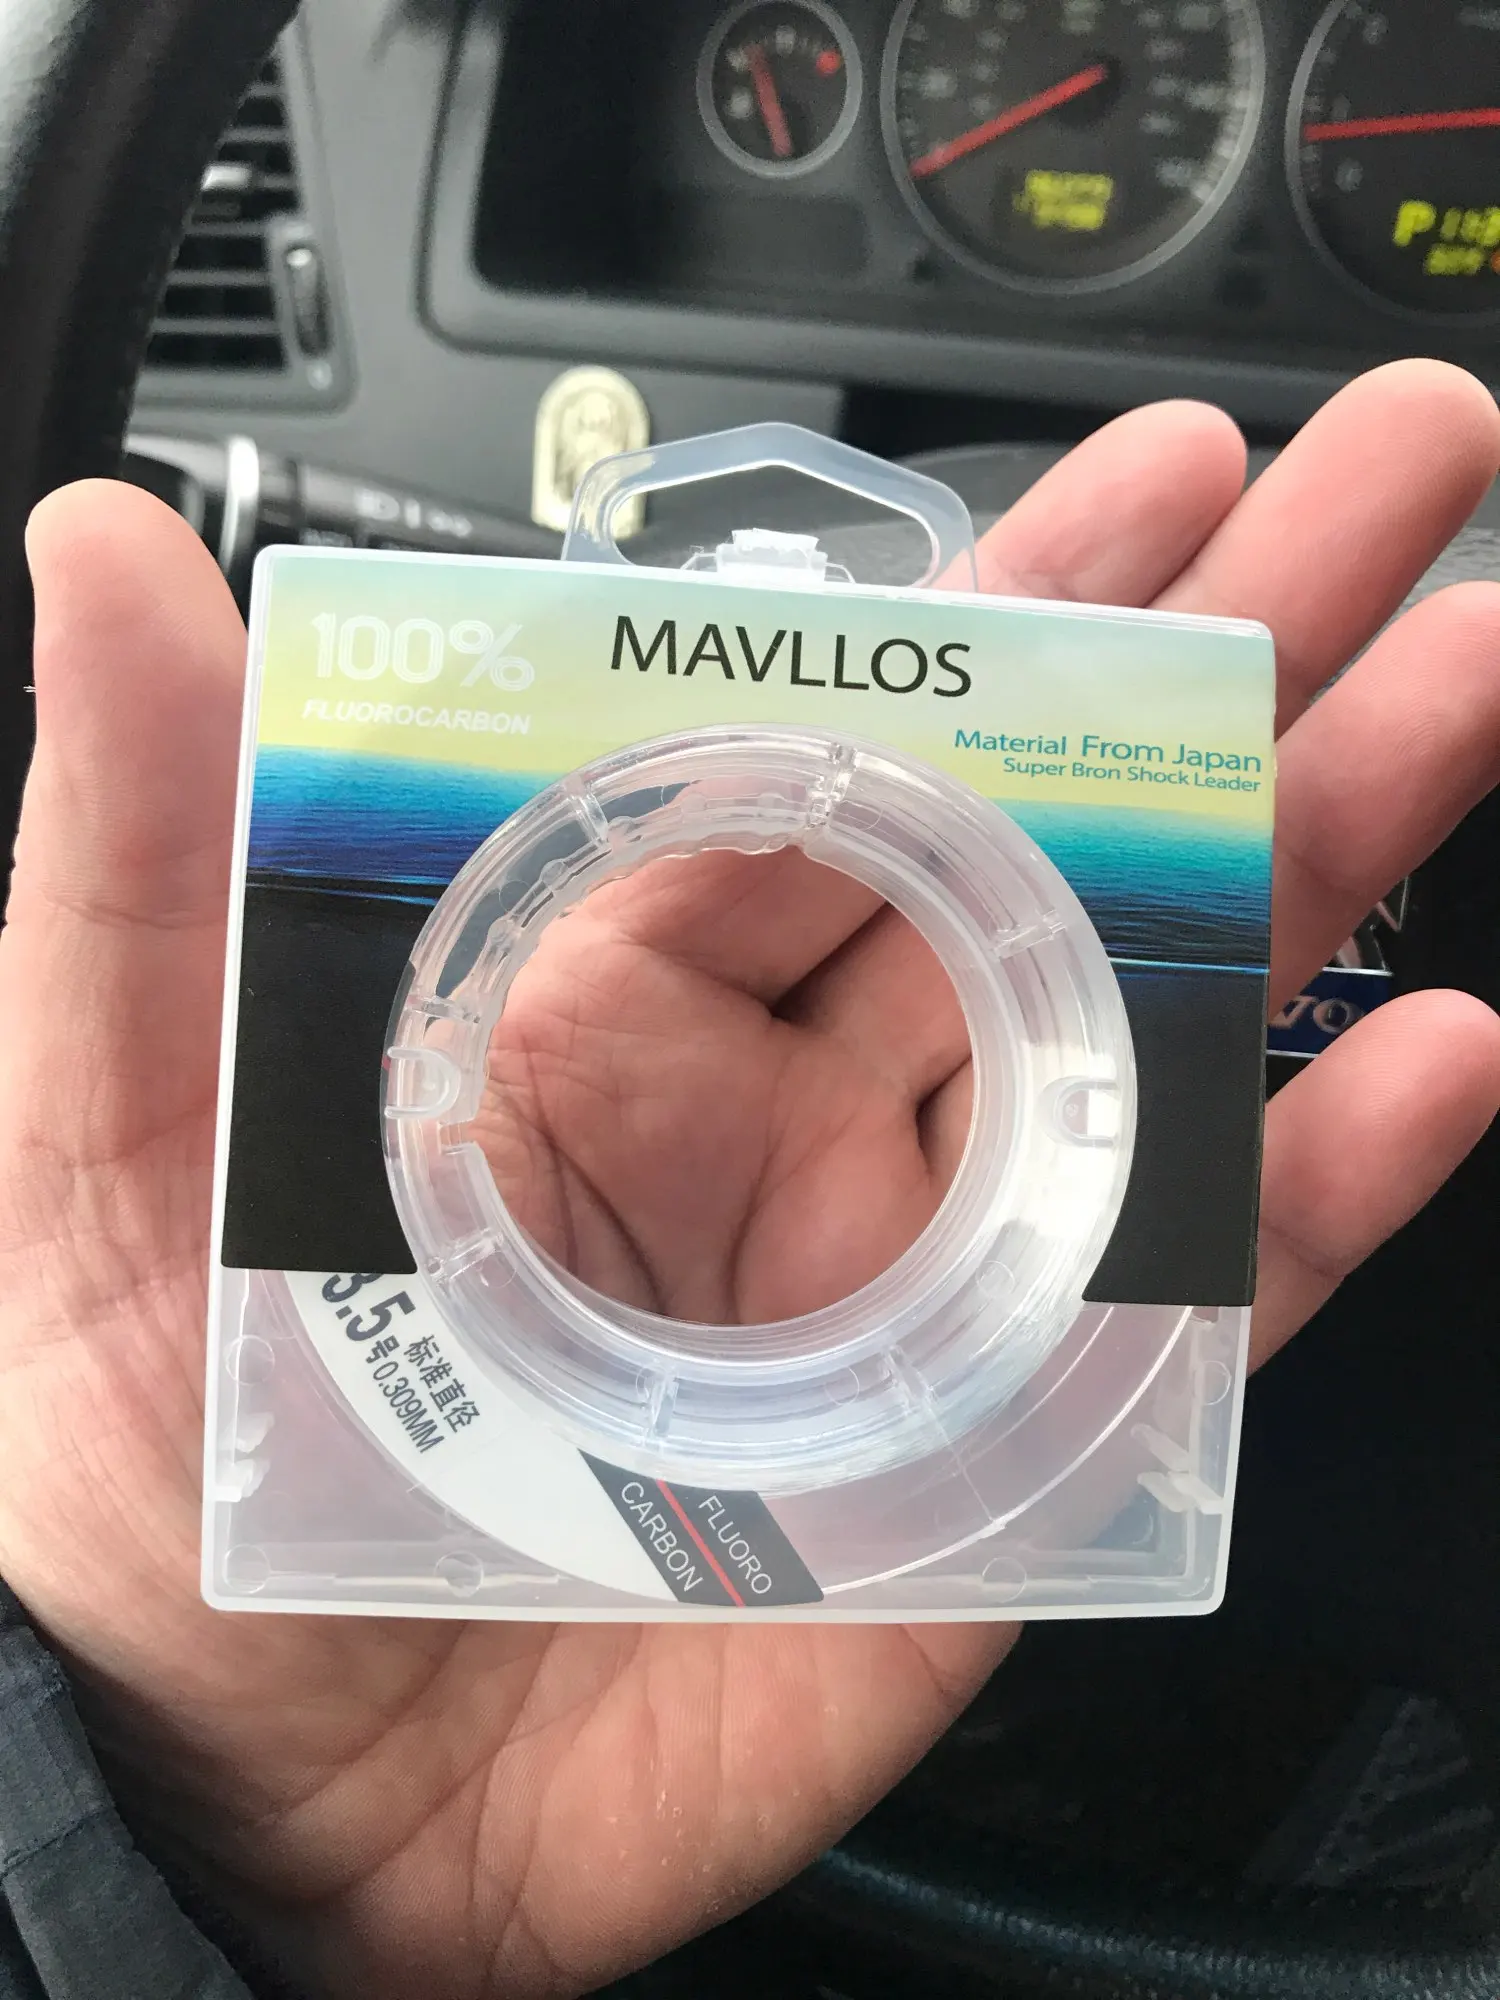 100%
FLUOROCARBON
MAVLLOS
Material From Japan
Super Bron Shock Leader
3.5号
标准直径
0.309MM
FLUORO
CARBON